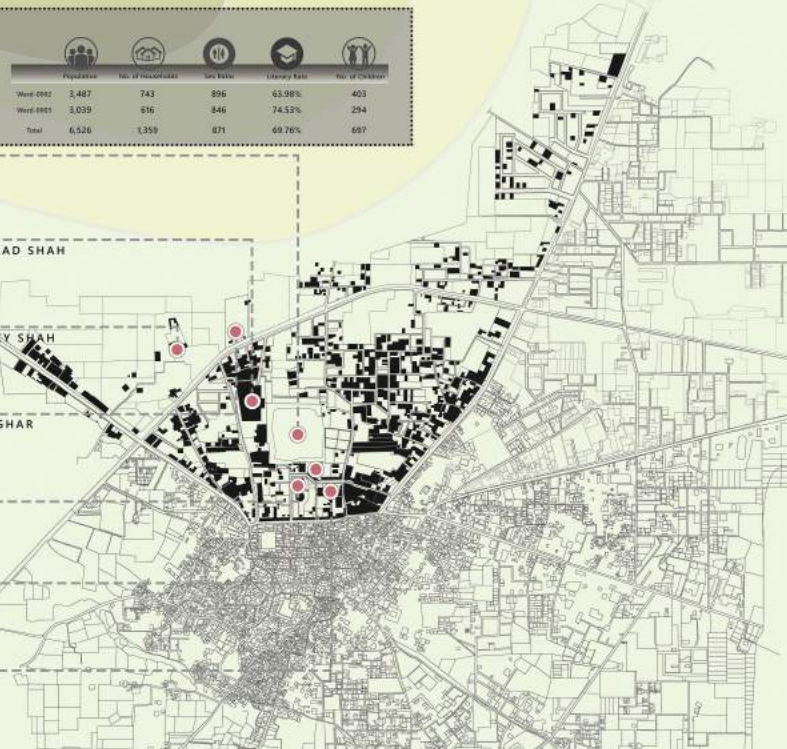 Population No. of Households Sex Ratio Literacy Rate No. of Children
Ward-0002 3,487 743 896 63.98% 403
Ward-0003 3,039 616 846 74.53% 294
Total 6,526 1,359 871 69.76% 697
AD SHAH
Y SHAH
GHAR